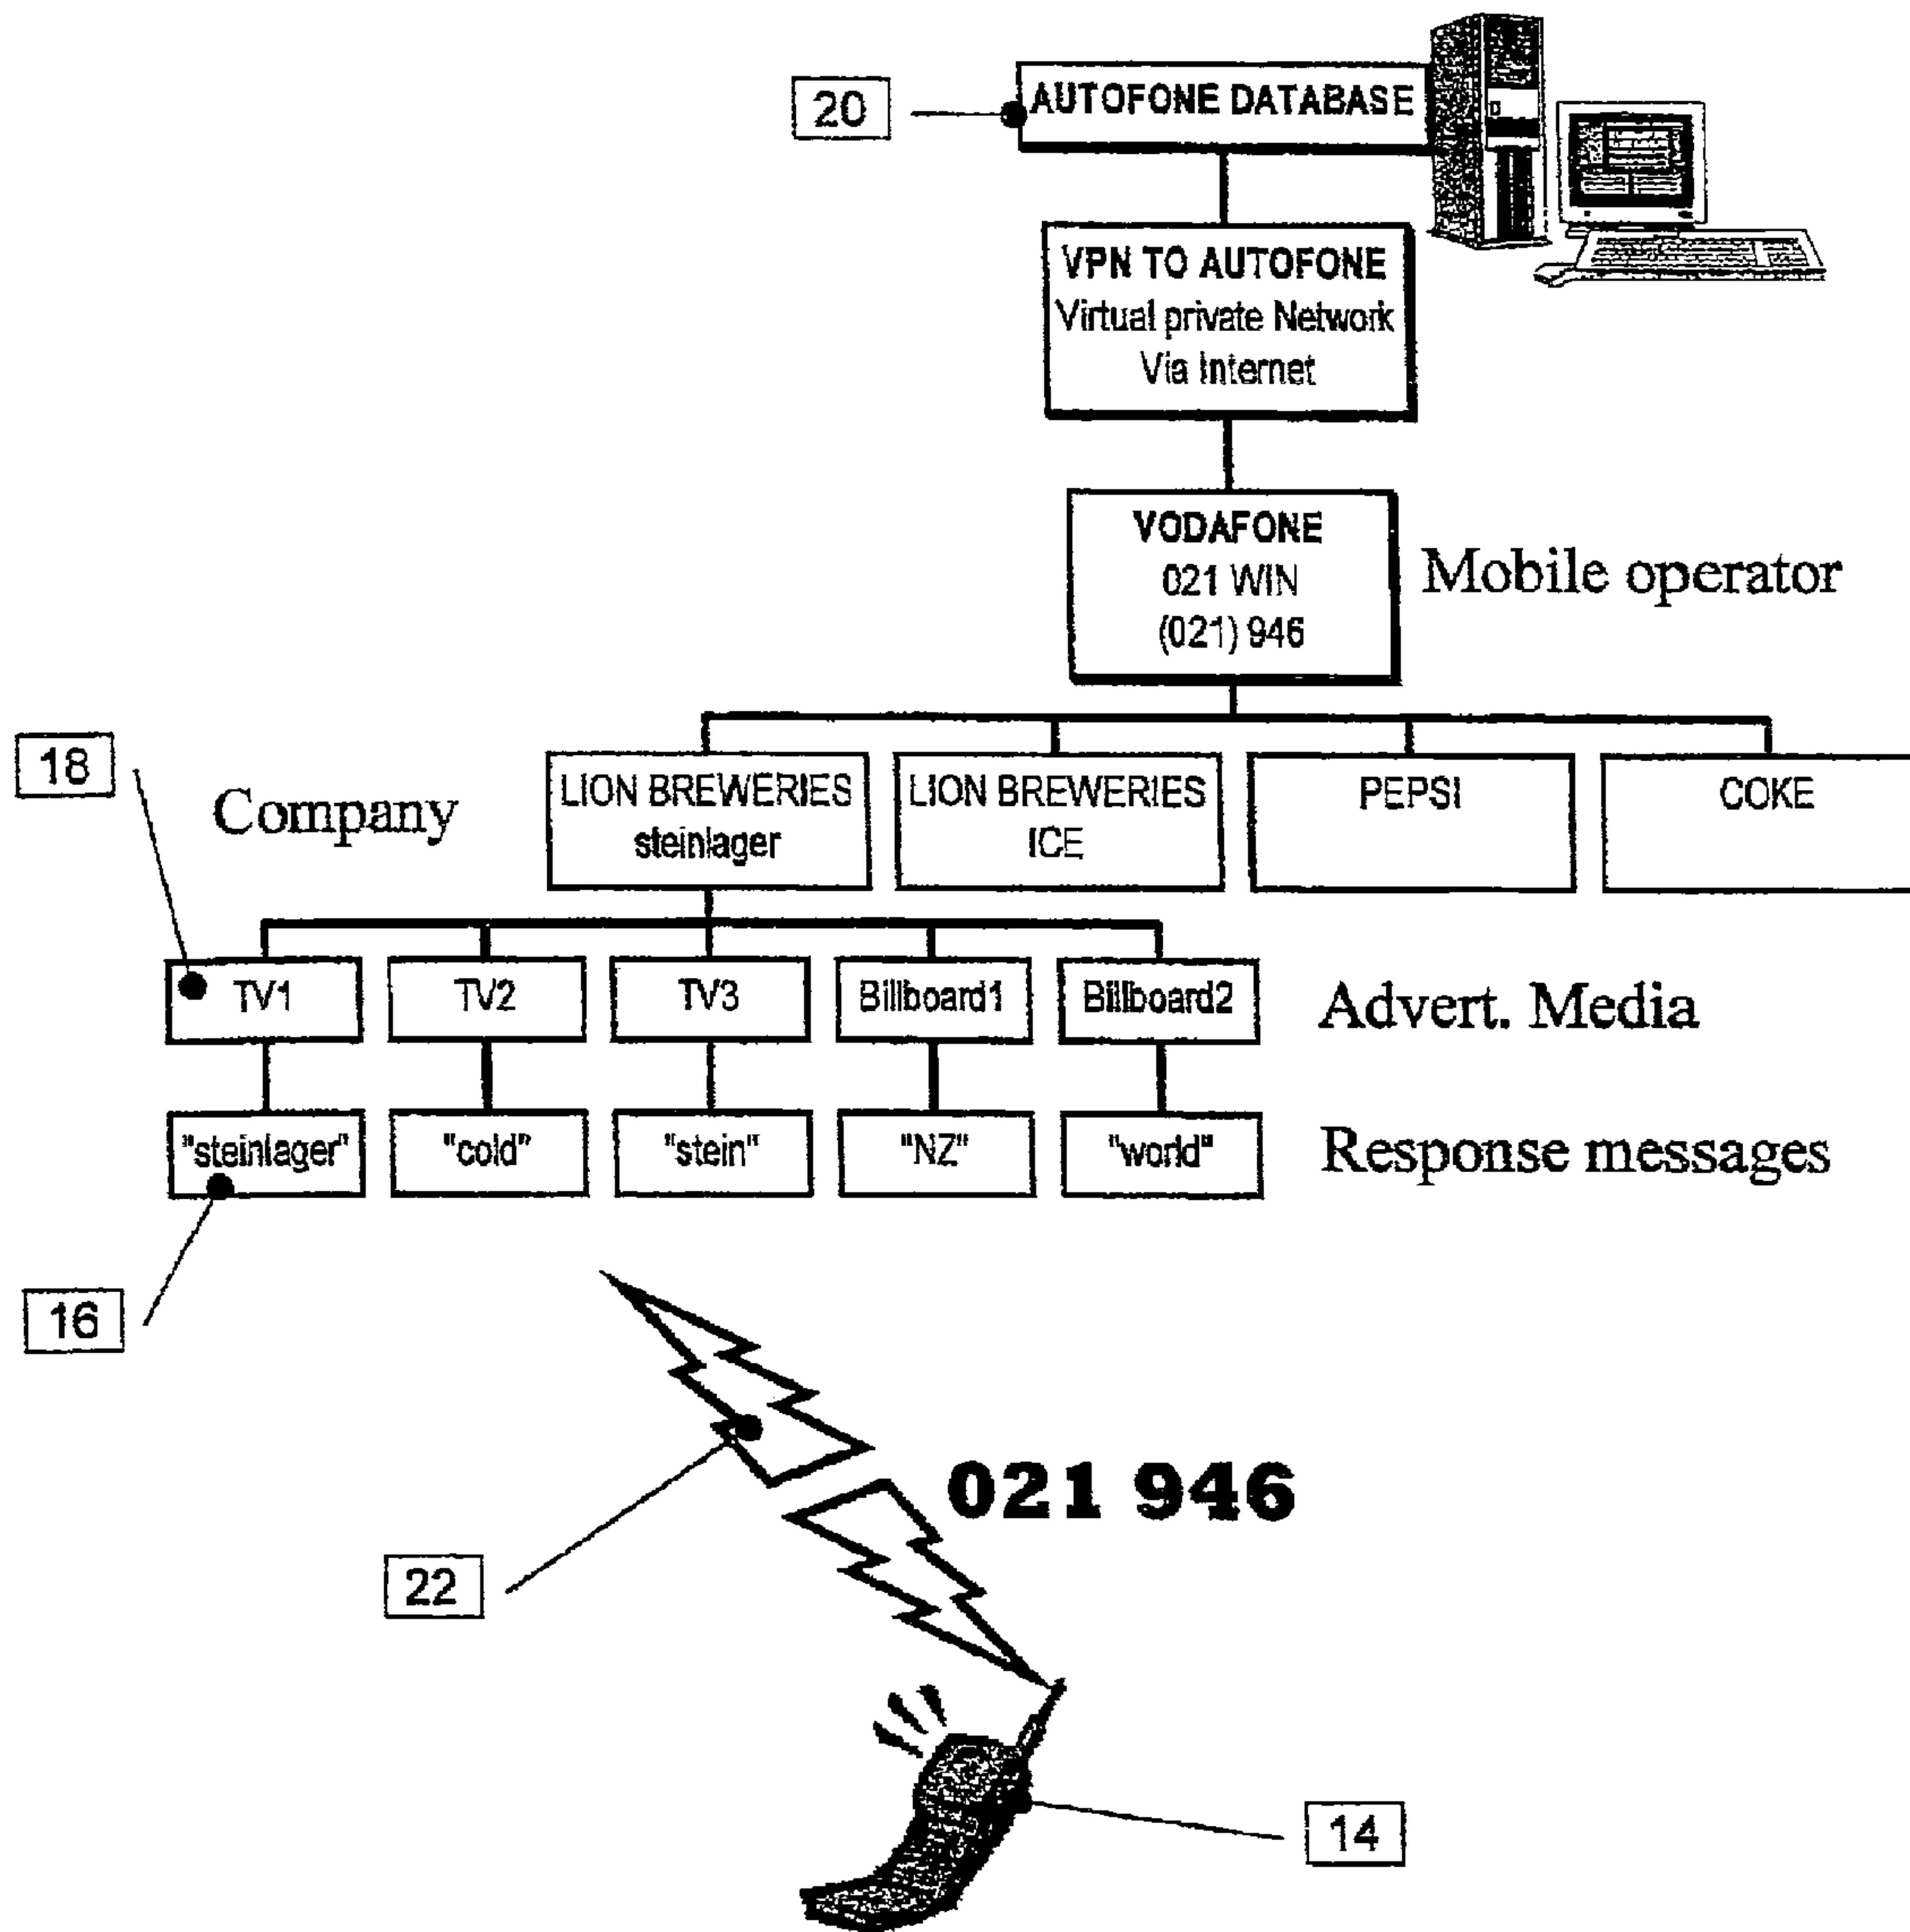 20
AUTOFONE DATABASE
VPN TO AUTOFONE
Virtual private Network
Via Internet
VODAFONE
021 WIN
(021) 946
Mobile operator
18
Company
LION BREWERIES
steinlager
LION BREWERIES
ICE
PEPSI
COKE
TV1
TV2
TV3
Billboard1
Billboard2
Advert. Media
"steinlager"
"cold"
"stein"
"NZ"
"world"
Response messages
16
021 946
22
14